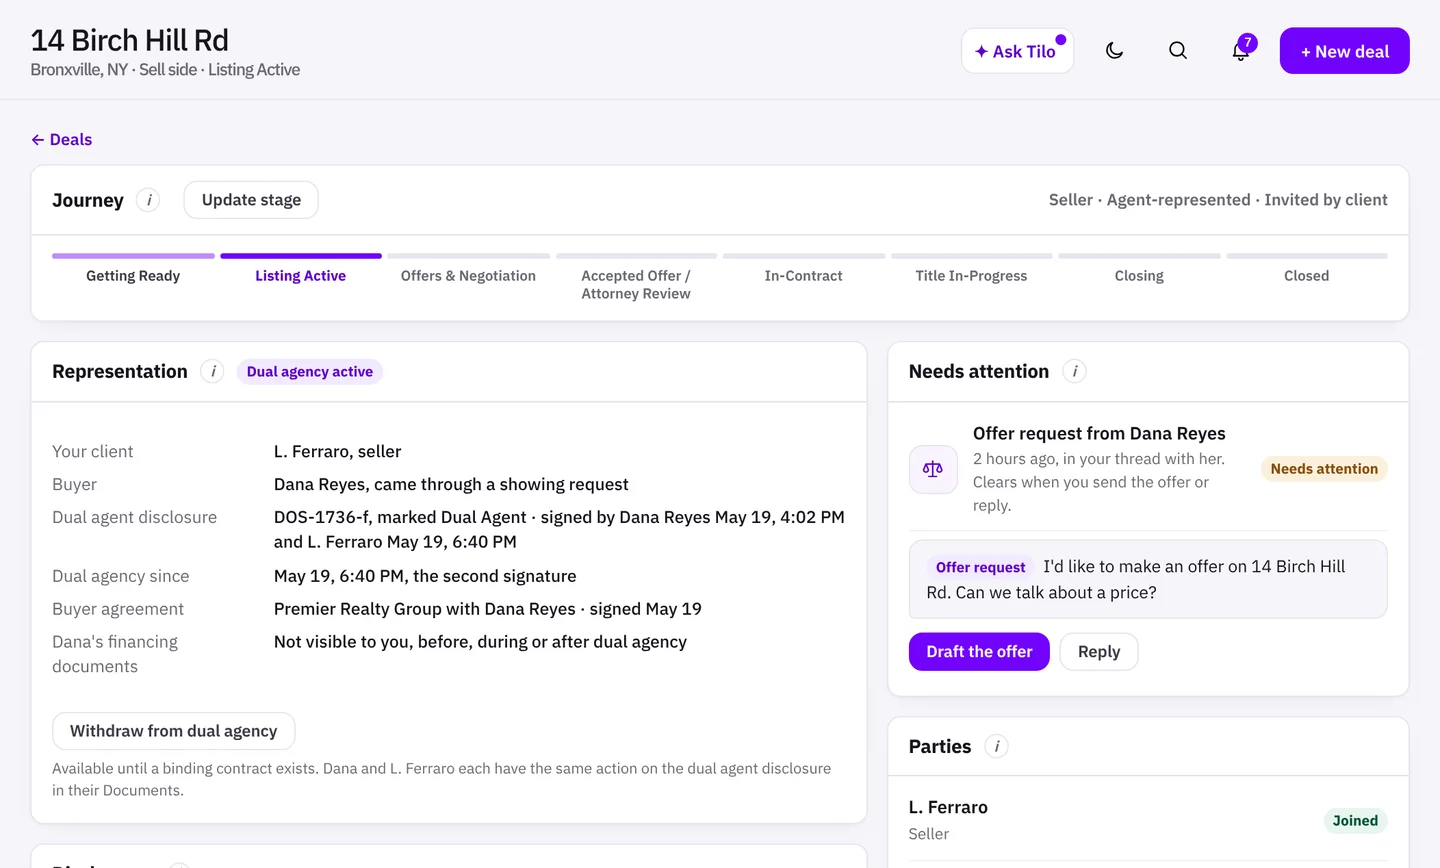 14 Birch Hill Rd
Bronxville, NY · Sell side · Listing Active
✦ Ask Tilo
7
+ New deal
← Deals
Journey i
Update stage
Seller · Agent-represented · Invited by client
Getting Ready
Listing Active
Offers & Negotiation
Accepted Offer /
Attorney Review
In-Contract
Title In-Progress
Closing
Closed
Representation i
Dual agency active
Your client
L. Ferraro, seller
Buyer
Dana Reyes, came through a showing request
Dual agent disclosure
DOS-1736-f, marked Dual Agent · signed by Dana Reyes May 19, 4:02 PM
and L. Ferraro May 19, 6:40 PM
Dual agency since
May 19, 6:40 PM, the second signature
Buyer agreement
Premier Realty Group with Dana Reyes · signed May 19
Dana's financing
documents
Not visible to you, before, during or after dual agency
Withdraw from dual agency
Available until a binding contract exists. Dana and L. Ferraro each have the same action on the dual agent disclosure
in their Documents.
Needs attention i
Offer request from Dana Reyes
2 hours ago, in your thread with her.
Clears when you send the offer or
reply.
Needs attention
Offer request I'd like to make an offer on 14 Birch Hill
Rd. Can we talk about a price?
Draft the offer
Reply
Parties i
L. Ferraro
Seller
Joined